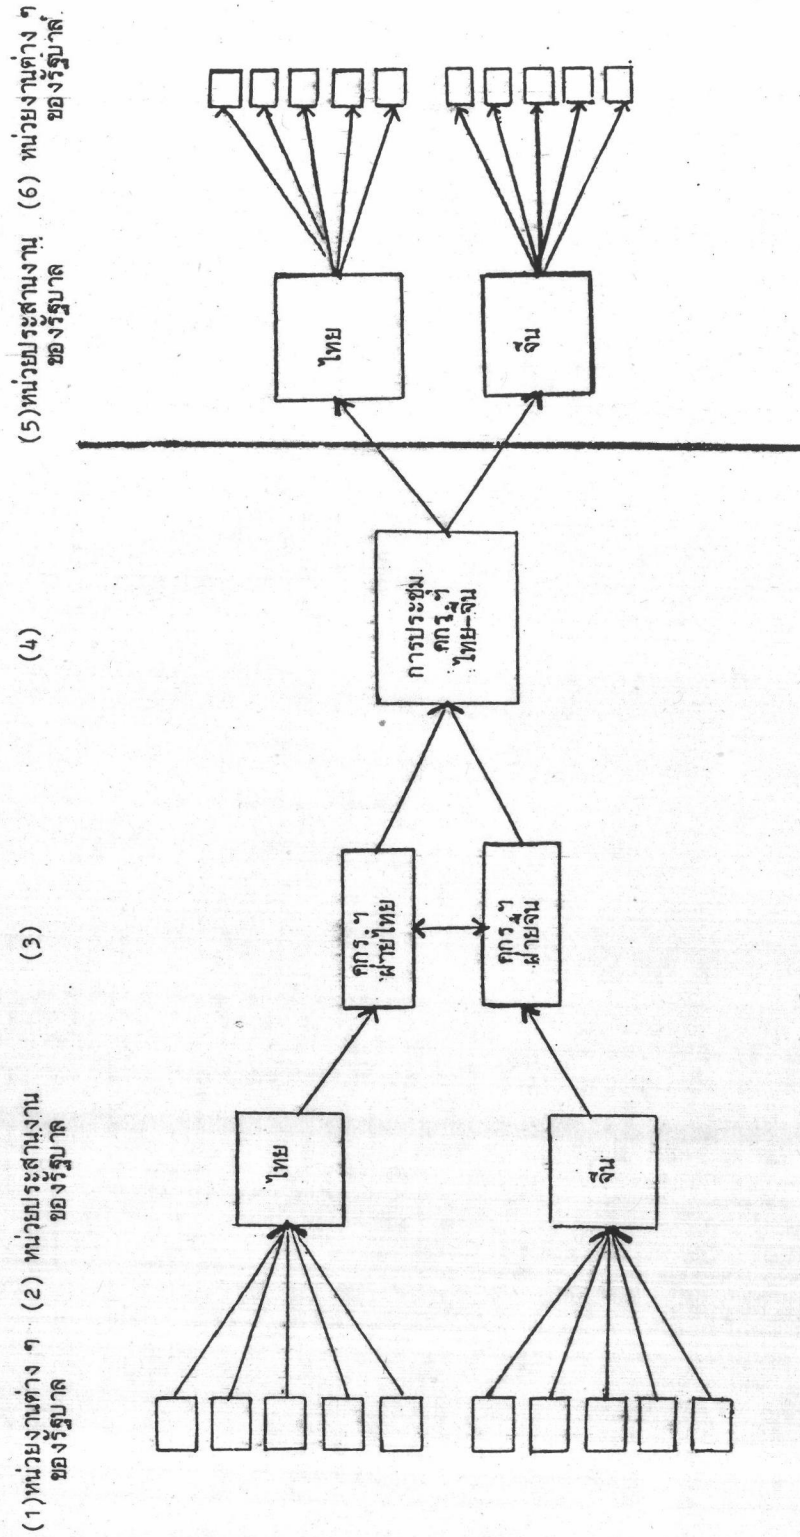 (1)หน่วยงานต่าง ๆ
ของรัฐบาล
(2) หน่วยประสานงาน
ของรัฐบาล
(3)
(4)
(5)หน่วยประสานงาน
ของรัฐบาล
(6) หน่วยงานต่าง ๆ
ของรัฐบาล
ไทย
จีน
คกร.ฯ
ฝ่ายไทย
คกร.ฯ
ฝ่ายจีน
การประชุม
คกร.ฯ
ไทย-จีน
ไทย
จีน